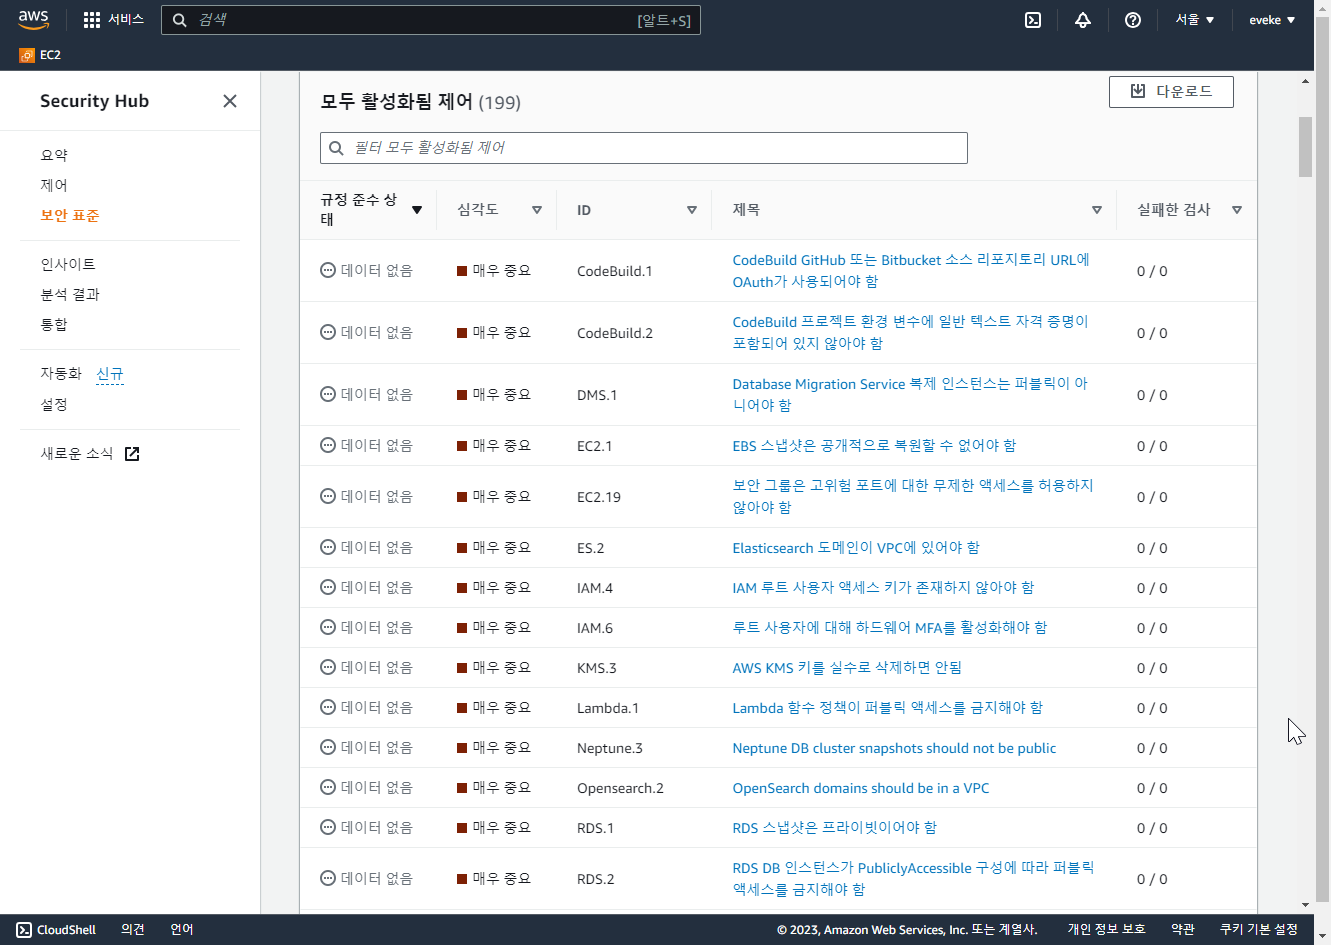 aws
서비스
검색
[알트+S]
서울 ▼
eveke ▼
EC2
Security Hub
요약
제어
보안 표준
인사이트
분석 결과
통합
자동화 신규
설정
새로운 소식
모두 활성화됨 제어 (199)
다운로드
필터 모두 활성화됨 제어
규정 준수 상
태
심각도
ID
제목
실패한 검사
데이터 없음 매우 중요 CodeBuild.1 CodeBuild GitHub 또는 Bitbucket 소스 리포지토리 URL에
OAuth가 사용되어야 함 0 / 0
데이터 없음 매우 중요 CodeBuild.2 CodeBuild 프로젝트 환경 변수에 일반 텍스트 자격 증명이
포함되어 있지 않아야 함 0 / 0
데이터 없음 매우 중요 DMS.1 Database Migration Service 복제 인스턴스는 퍼블릭이 아
니어야 함 0 / 0
데이터 없음 매우 중요 EC2.1 EBS 스냅샷은 공개적으로 복원할 수 없어야 함 0 / 0
데이터 없음 매우 중요 EC2.19 보안 그룹은 고위험 포트에 대한 무제한 액세스를 허용하지
않아야 함 0 / 0
데이터 없음 매우 중요 ES.2 Elasticsearch 도메인이 VPC에 있어야 함 0 / 0
데이터 없음 매우 중요 IAM.4 IAM 루트 사용자 액세스 키가 존재하지 않아야 함 0 / 0
데이터 없음 매우 중요 IAM.6 루트 사용자에 대해 하드웨어 MFA를 활성화해야 함 0 / 0
데이터 없음 매우 중요 KMS.3 AWS KMS 키를 실수로 삭제하면 안됨 0 / 0
데이터 없음 매우 중요 Lambda.1 Lambda 함수 정책이 퍼블릭 액세스를 금지해야 함 0 / 0
데이터 없음 매우 중요 Neptune.3 Neptune DB cluster snapshots should not be public 0 / 0
데이터 없음 매우 중요 Opensearch.2 OpenSearch domains should be in a VPC 0 / 0
데이터 없음 매우 중요 RDS.1 RDS 스냅샷은 프라이빗이어야 함 0 / 0
데이터 없음 매우 중요 RDS.2 RDS DB 인스턴스가 PubliclyAccessible 구성에 따라 퍼블릭
액세스를 금지해야 함 0 / 0
CloudShell
의견
언어
© 2023, Amazon Web Services, Inc. 또는 계열사.
개인 정보 보호
약관
쿠키 기본 설정